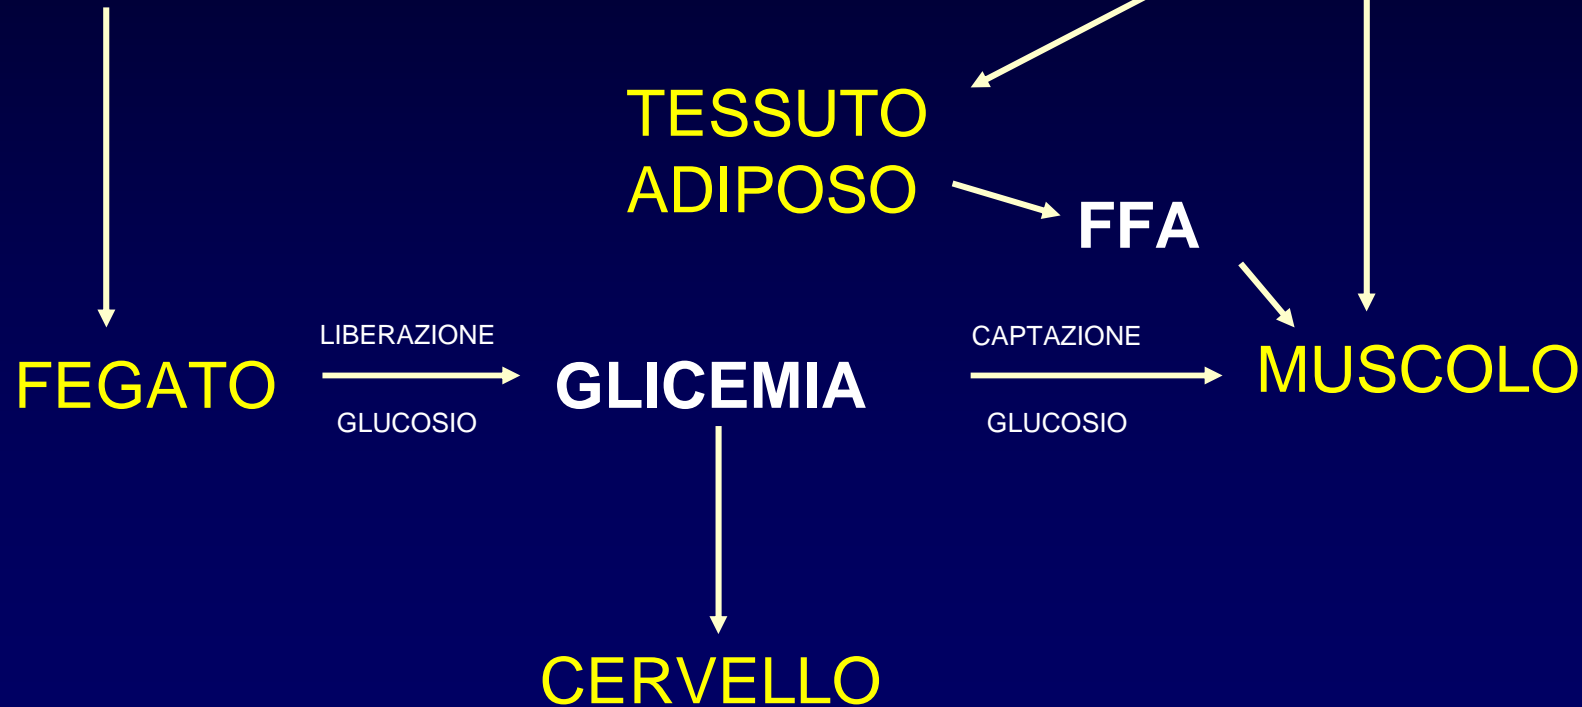 TESSUTO
ADIPOSO
FFA
LIBERAZIONE
GLUCOSIO
CAPTAZIONE
GLUCOSIO
FEGATO
GLICEMIA
MUSCOLO
CERVELLO